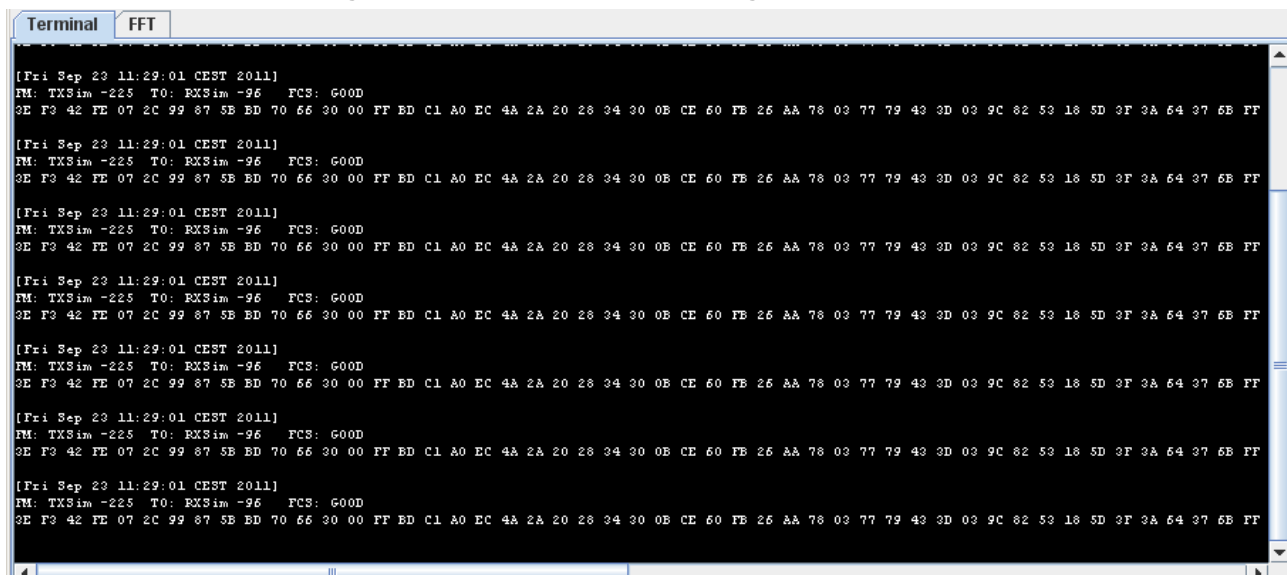 Terminal FFT
[Fri Sep 23 11:29:01 CEST 2011]
FM: TXSim -225 TO: RXSim -96 FCS: GOOD
3E F3 42 FE 07 2C 99 87 5B BD 70 66 30 00 FF BD C1 A0 EC 4A 2A 20 28 34 30 0B CE 60 FB 26 AA 78 03 77 79 43 3D 03 9C 82 53 18 5D 3F 3A 64 37 6B FF
[Fri Sep 23 11:29:01 CEST 2011]
FM: TXSim -225 TO: RXSim -96 FCS: GOOD
3E F3 42 FE 07 2C 99 87 5B BD 70 66 30 00 FF BD C1 A0 EC 4A 2A 20 28 34 30 0B CE 60 FB 26 AA 78 03 77 79 43 3D 03 9C 82 53 18 5D 3F 3A 64 37 6B FF
[Fri Sep 23 11:29:01 CEST 2011]
FM: TXSim -225 TO: RXSim -96 FCS: GOOD
3E F3 42 FE 07 2C 99 87 5B BD 70 66 30 00 FF BD C1 A0 EC 4A 2A 20 28 34 30 0B CE 60 FB 26 AA 78 03 77 79 43 3D 03 9C 82 53 18 5D 3F 3A 64 37 6B FF
[Fri Sep 23 11:29:01 CEST 2011]
FM: TXSim -225 TO: RXSim -96 FCS: GOOD
3E F3 42 FE 07 2C 99 87 5B BD 70 66 30 00 FF BD C1 A0 EC 4A 2A 20 28 34 30 0B CE 60 FB 26 AA 78 03 77 79 43 3D 03 9C 82 53 18 5D 3F 3A 64 37 6B FF
[Fri Sep 23 11:29:01 CEST 2011]
FM: TXSim -225 TO: RXSim -96 FCS: GOOD
3E F3 42 FE 07 2C 99 87 5B BD 70 66 30 00 FF BD C1 A0 EC 4A 2A 20 28 34 30 0B CE 60 FB 26 AA 78 03 77 79 43 3D 03 9C 82 53 18 5D 3F 3A 64 37 6B FF
[Fri Sep 23 11:29:01 CEST 2011]
FM: TXSim -225 TO: RXSim -96 FCS: GOOD
3E F3 42 FE 07 2C 99 87 5B BD 70 66 30 00 FF BD C1 A0 EC 4A 2A 20 28 34 30 0B CE 60 FB 26 AA 78 03 77 79 43 3D 03 9C 82 53 18 5D 3F 3A 64 37 6B FF
[Fri Sep 23 11:29:01 CEST 2011]
FM: TXSim -225 TO: RXSim -96 FCS: GOOD
3E F3 42 FE 07 2C 99 87 5B BD 70 66 30 00 FF BD C1 A0 EC 4A 2A 20 28 34 30 0B CE 60 FB 26 AA 78 03 77 79 43 3D 03 9C 82 53 18 5D 3F 3A 64 37 6B FF